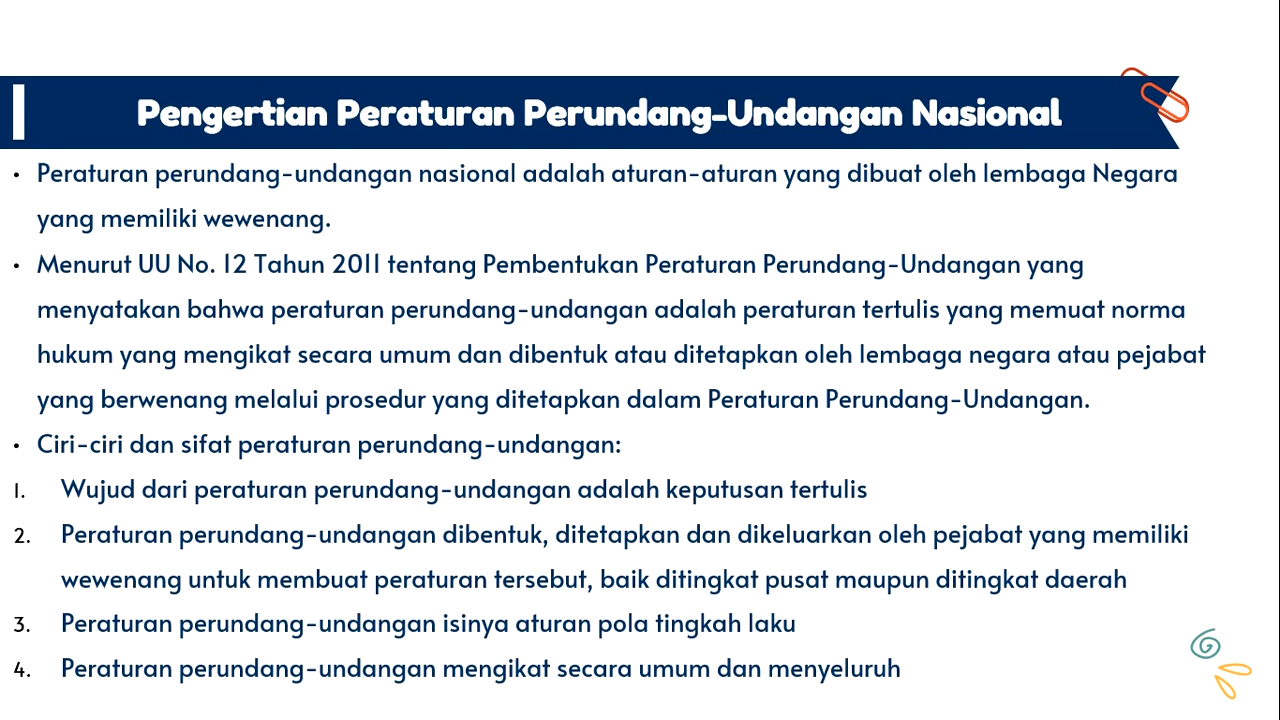 Pengertian Peraturan Perundang-Undangan Nasional
• Peraturan perundang-undangan nasional adalah aturan-aturan yang dibuat oleh lembaga Negara
yang memiliki wewenang.
• Menurut UU No. 12 Tahun 2011 tentang Pembentukan Peraturan Perundang-Undangan yang
menyatakan bahwa peraturan perundang-undangan adalah peraturan tertulis yang memuat norma
hukum yang mengikat secara umum dan dibentuk atau ditetapkan oleh lembaga negara atau pejabat
yang berwenang melalui prosedur yang ditetapkan dalam Peraturan Perundang-Undangan.
• Ciri-ciri dan sifat peraturan perundang-undangan:
1. Wujud dari peraturan perundang-undangan adalah keputusan tertulis
2. Peraturan perundang-undangan dibentuk, ditetapkan dan dikeluarkan oleh pejabat yang memiliki
wewenang untuk membuat peraturan tersebut, baik ditingkat pusat maupun ditingkat daerah
3. Peraturan perundang-undangan isinya aturan pola tingkah laku
4. Peraturan perundang-undangan mengikat secara umum dan menyeluruh